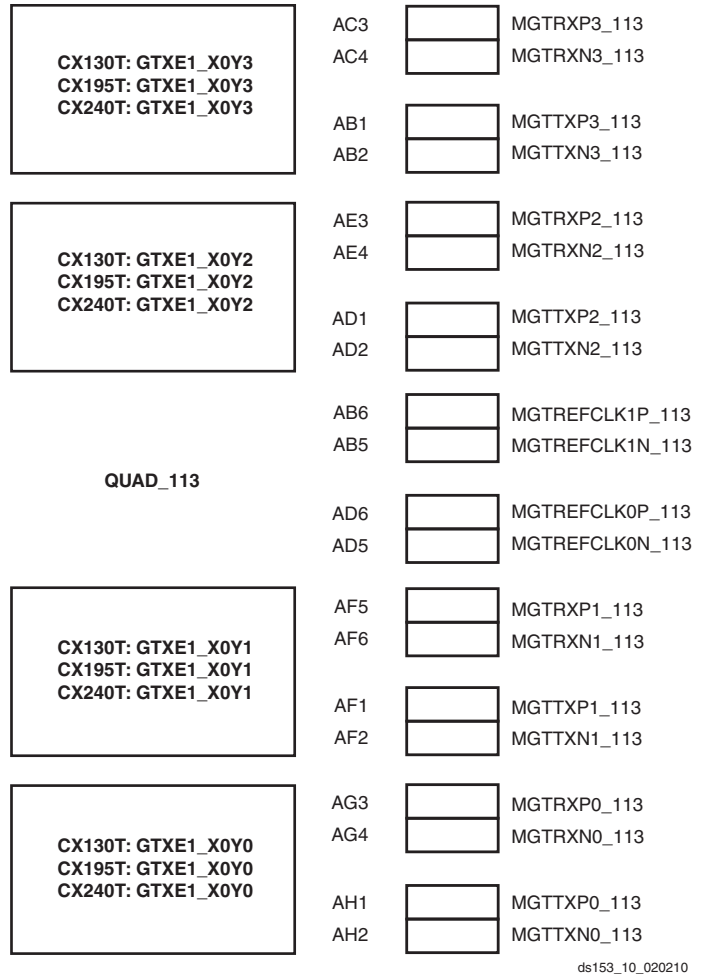 AC3 MGTRXP3_113
CX130T: GTXE1_X0Y3 AC4 MGTRXN3_113
CX195T: GTXE1_X0Y3
CX240T: GTXE1_X0Y3
AB1 MGTTXP3_113
AB2 MGTTXN3_113
AE3 MGTRXP2_113
CX130T: GTXE1_X0Y2 AE4 MGTRXN2_113
CX195T: GTXE1_X0Y2
CX240T: GTXE1_X0Y2
AD1 MGTTXP2_113
AD2 MGTTXN2_113
AB6 MGTREFCLK1P_113
AB5 MGTREFCLK1N_113
QUAD_113
AD6 MGTREFCLK0P_113
AD5 MGTREFCLK0N_113
AF5 MGTRXP1_113
CX130T: GTXE1_X0Y1 AF6 MGTRXN1_113
CX195T: GTXE1_X0Y1
CX240T: GTXE1_X0Y1
AF1 MGTTXP1_113
AF2 MGTTXN1_113
AG3 MGTRXP0_113
CX130T: GTXE1_X0Y0 AG4 MGTRXN0_113
CX195T: GTXE1_X0Y0
CX240T: GTXE1_X0Y0
AH1 MGTTXP0_113
AH2 MGTTXN0_113
ds153_10_020210